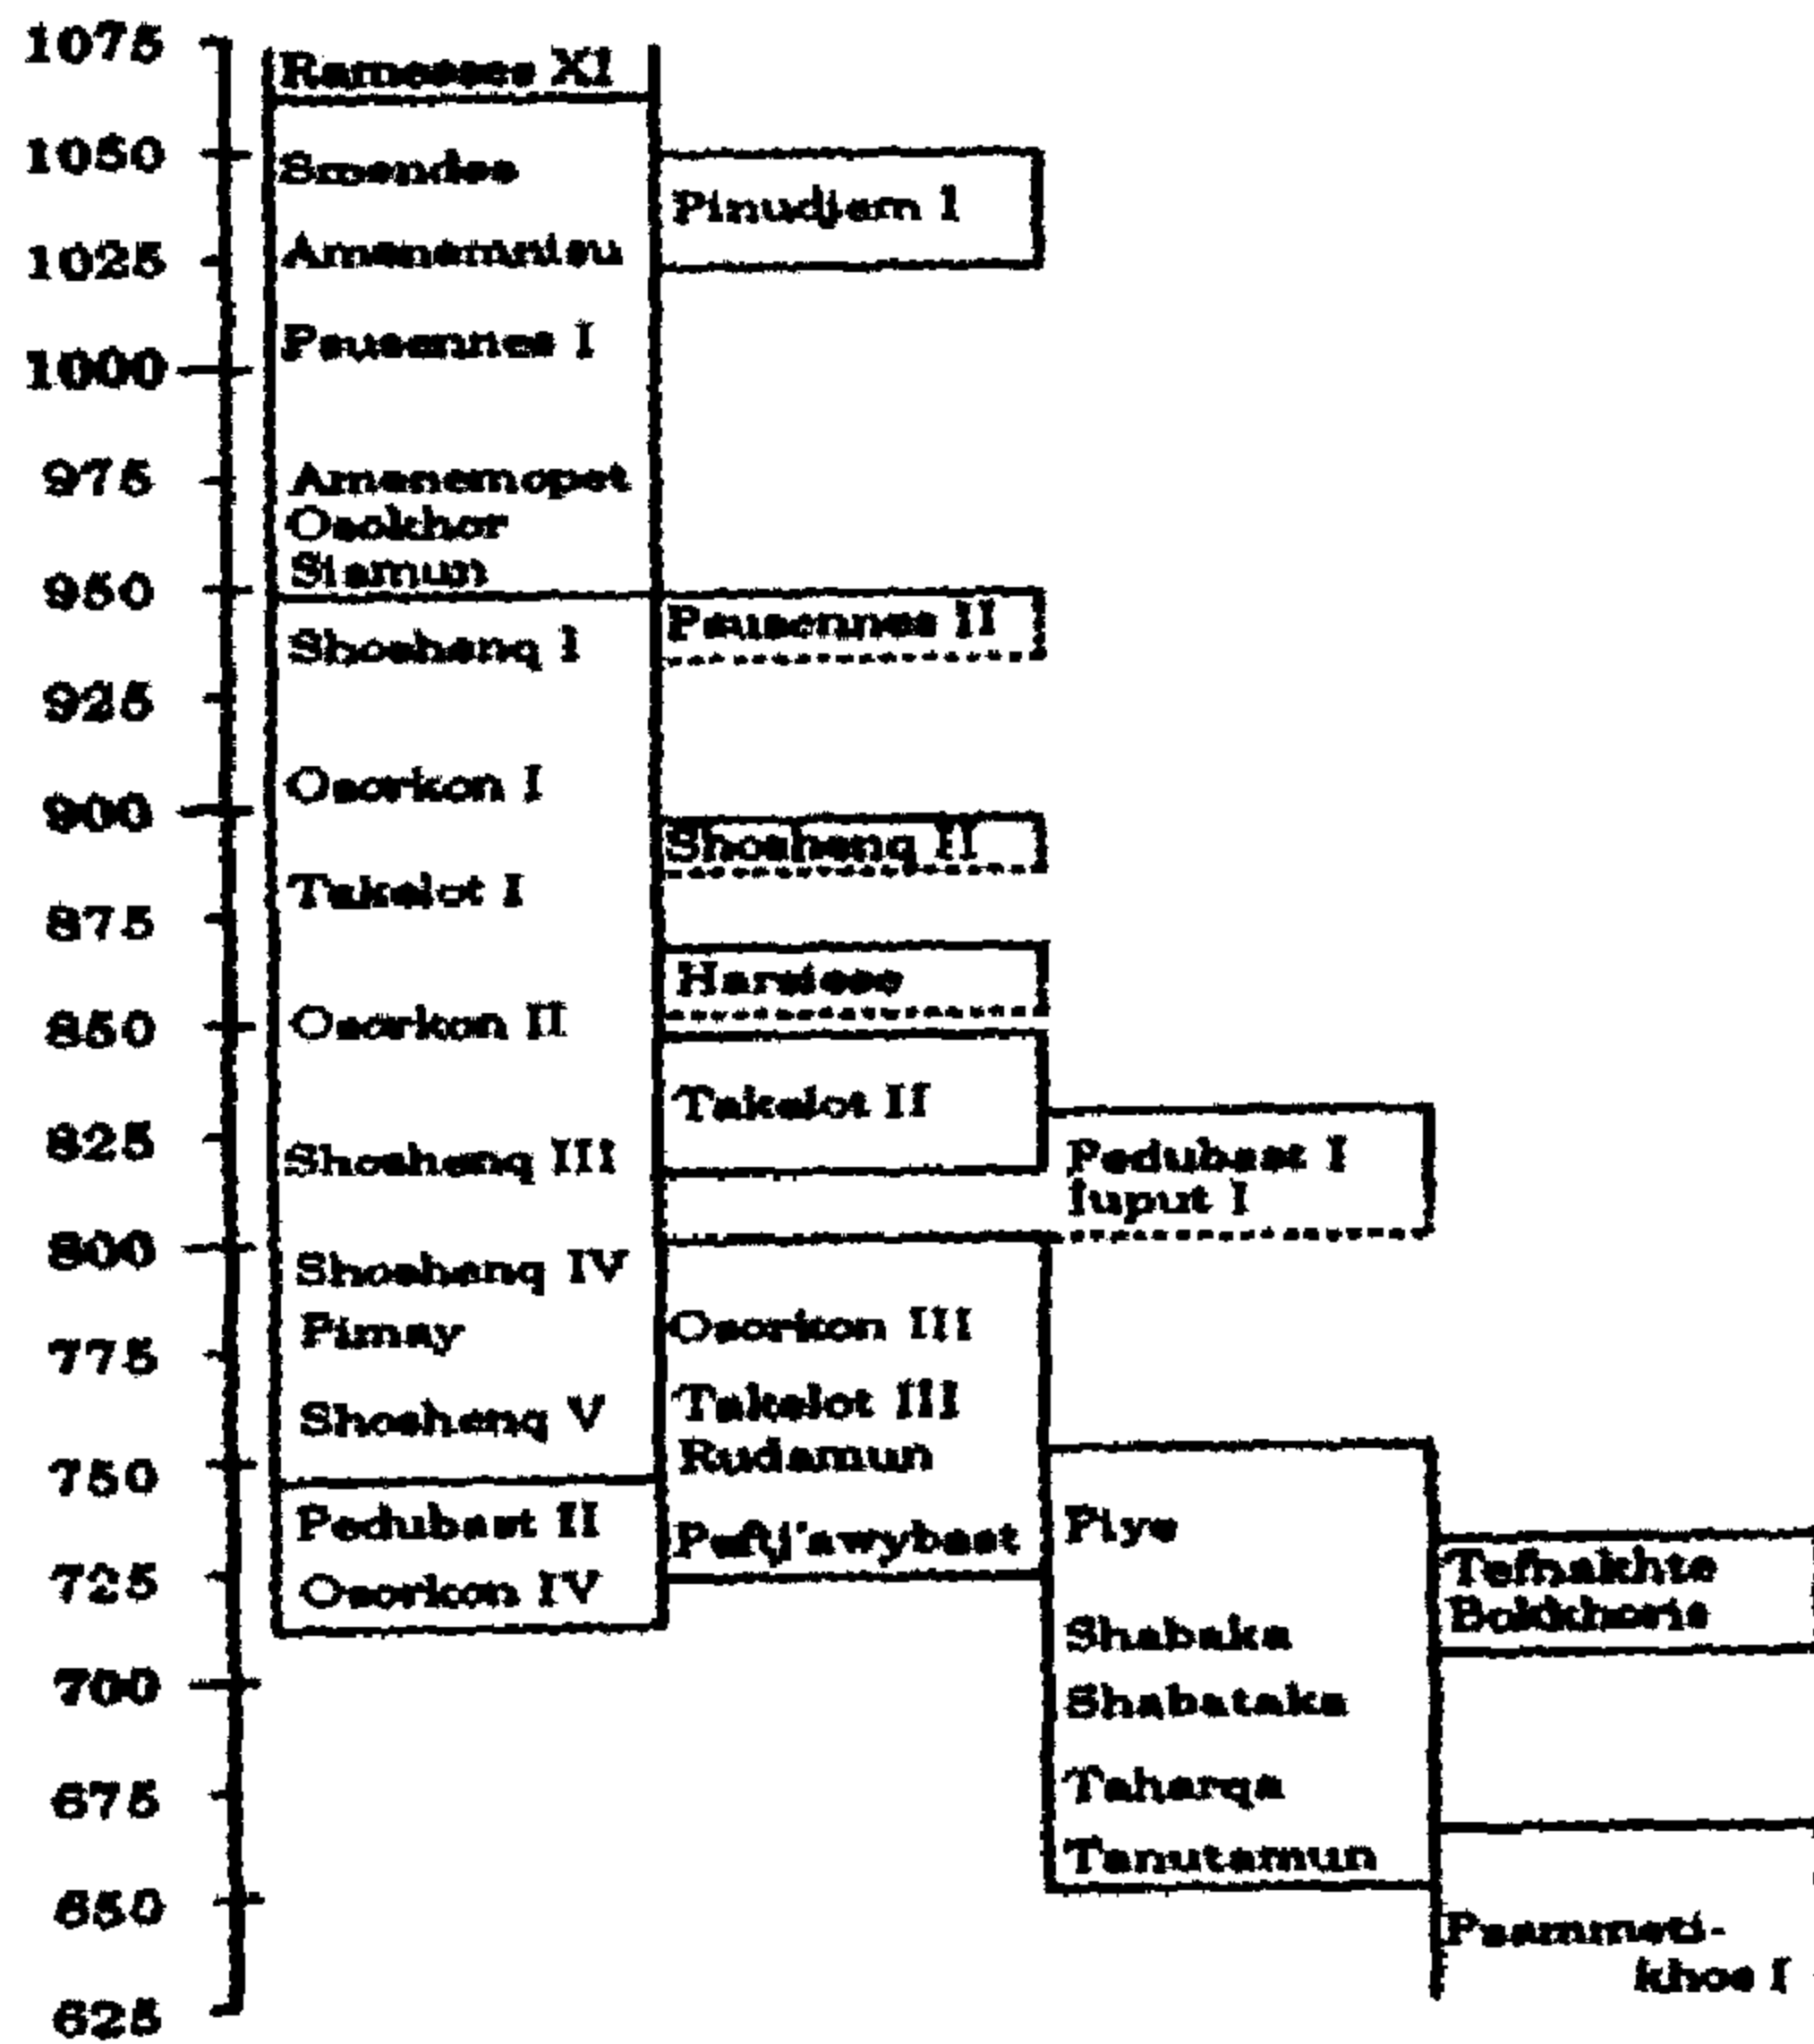 1075
1050
1025
1000
975
950
925
900
875
850
825
800
775
750
725
700
675
650
625
Ramesses XI
Smendes
Amenemnisu
Psusennes I
Amenemopet
Osokhor
Siamun
Shoshenq I
Osorkon I
Takelot I
Osorkon II
Shoshenq III
Shoshenq IV
Pimay
Shoshenq V
Pedubast II
Osorkon IV
Pinudjem I
Psusennes II
Shoshenq II
Harsiese
Takelot II
Osorkon III
Takelot III
Rudamun
Peftj'awybast
Pedubast I
Iuput I
Piye
Shabaka
Shabataka
Taharqa
Tanutamun
Tefnakhte
Bokkhoris
Psammeti-
khos I